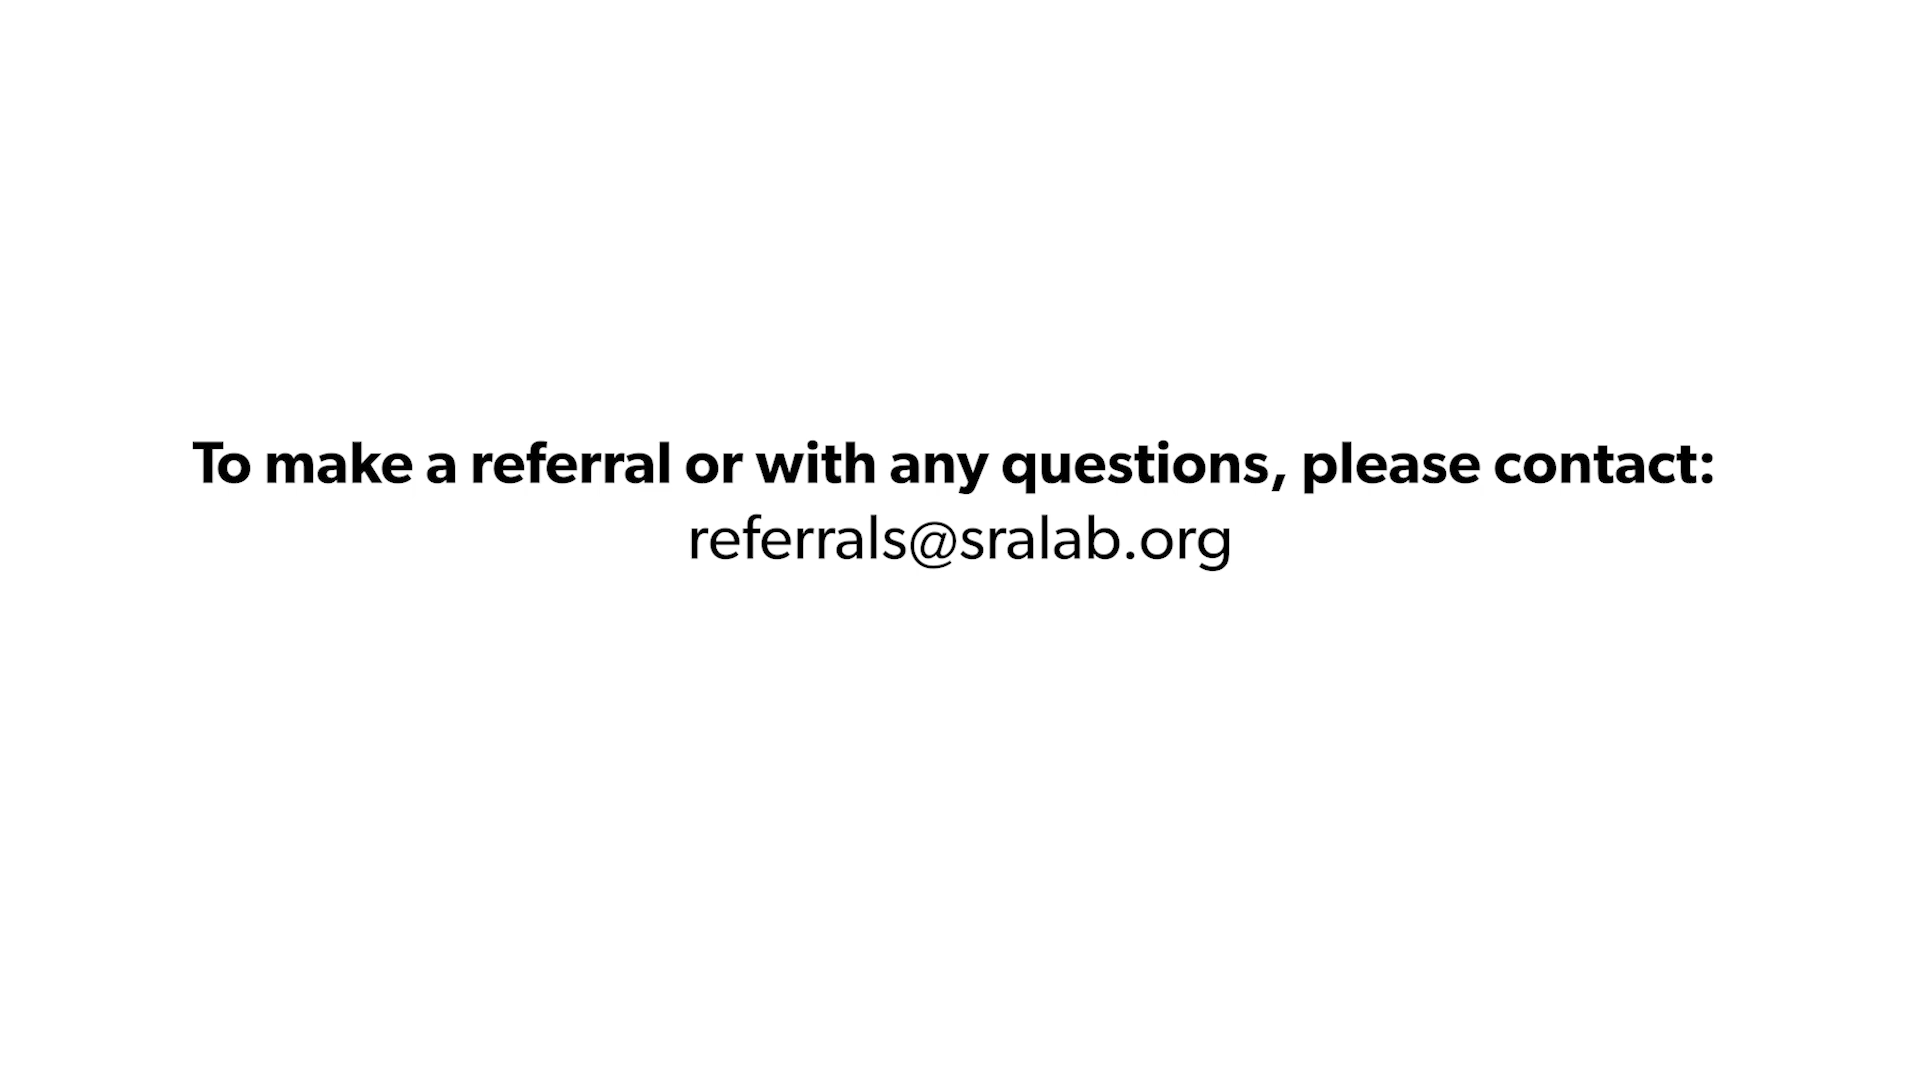 To make a referral or with any questions, please contact:
referrals@sralab.org